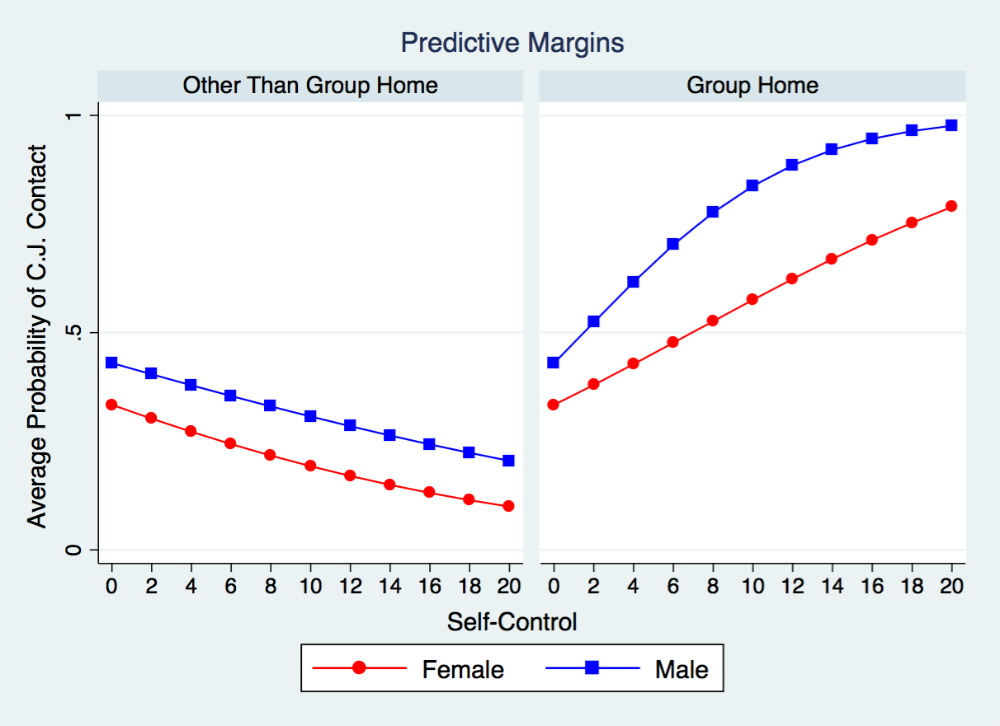 Predictive Margins
Other Than Group Home
Group Home
Average Probability of C.J. Contact
1
.5
0
0 2 4 6 8 10 12 14 16 18 20
0 2 4 6 8 10 12 14 16 18 20
Self-Control
Female
Male